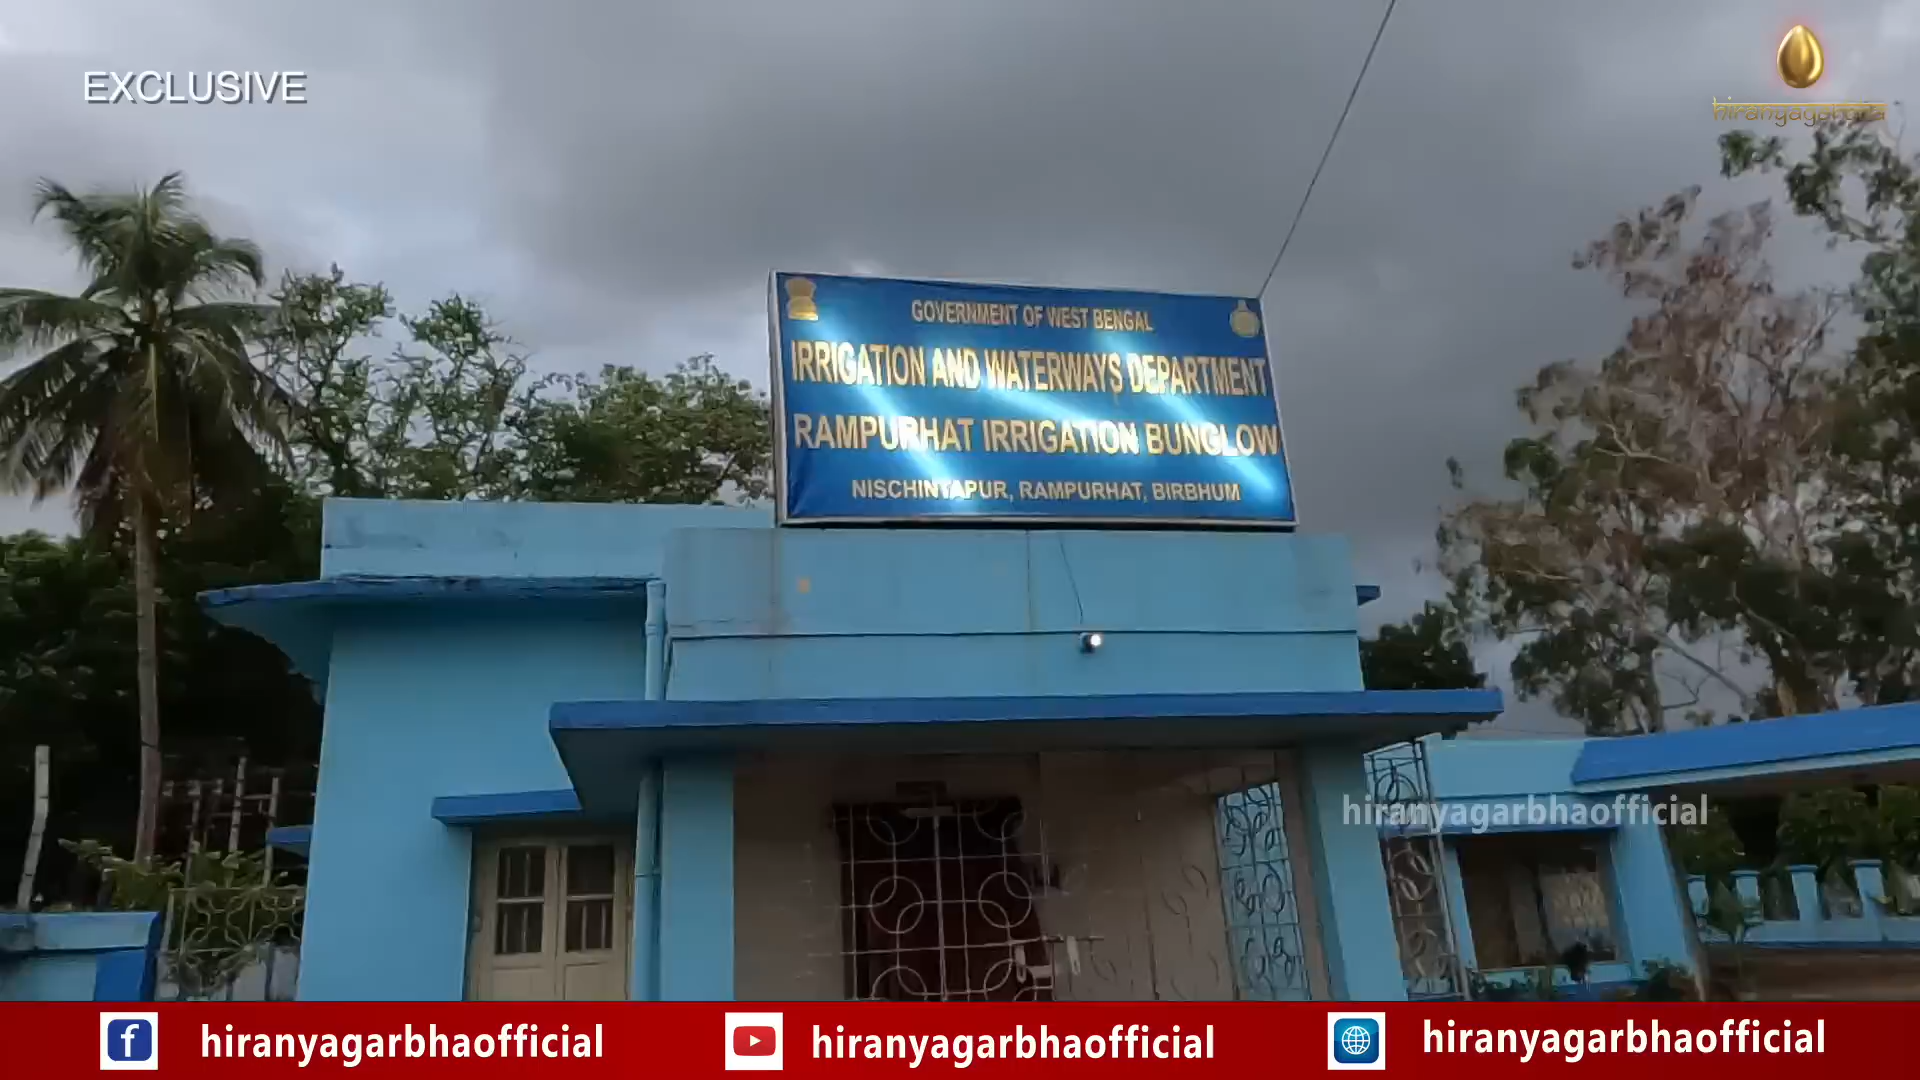 EXCLUSIVE
hiranyagarbha
GOVERNMENT OF WEST BENGAL
IRRIGATION AND WATERWAYS DEPARTMENT
RAMPURHAT IRRIGATION BUNGLOW
NISCHINTAPUR, RAMPURHAT, BIRBHUM
hiranyagarbhaofficial
hiranyagarbhaofficial
hiranyagarbhaofficial
hiranyagarbhaofficial